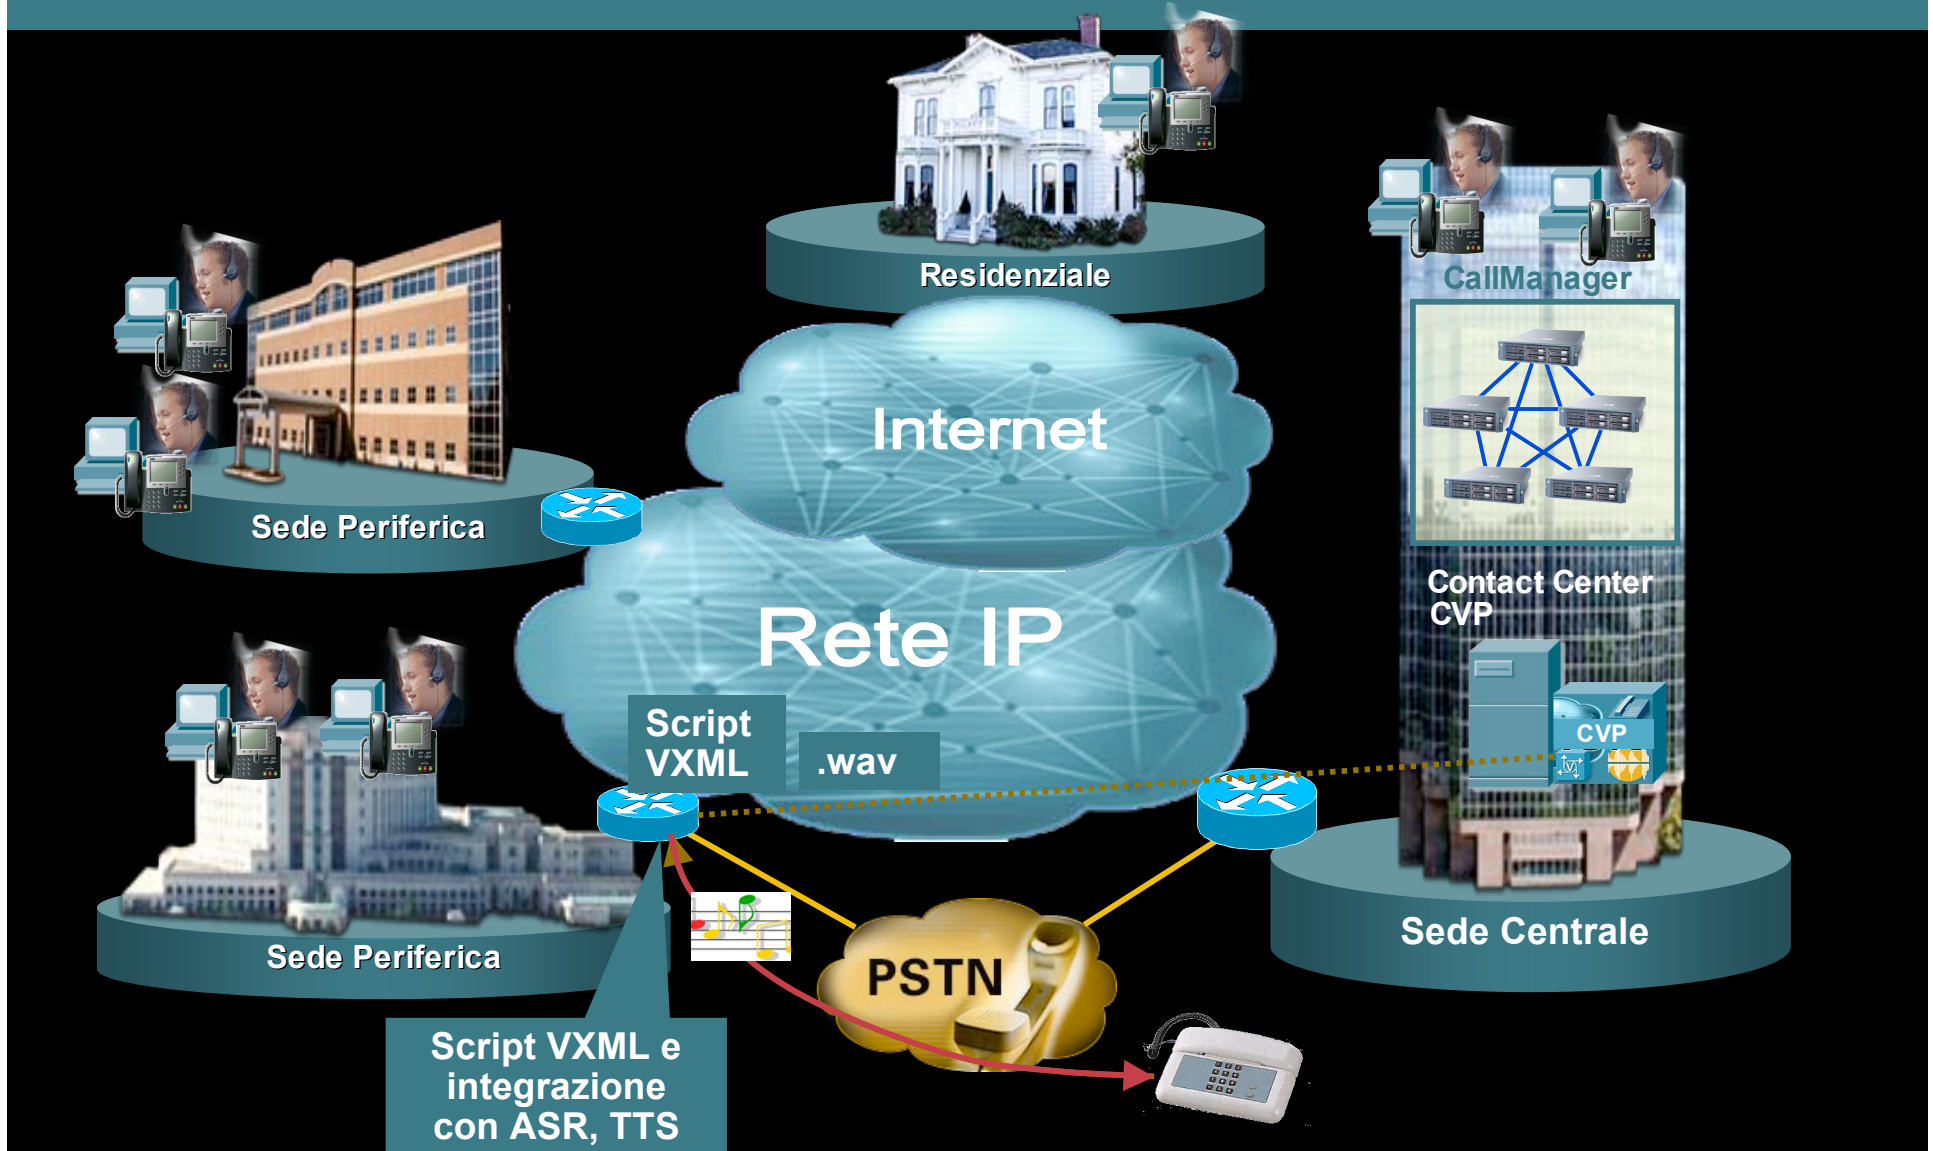 Residenziale
CallManager
Internet
Sede Periferica
Contact Center
CVP
Rete IP
Script
VXML
.wav
CVP
V
Sede Centrale
Sede Periferica
PSTN
Script VXML e
integrazione
con ASR, TTS